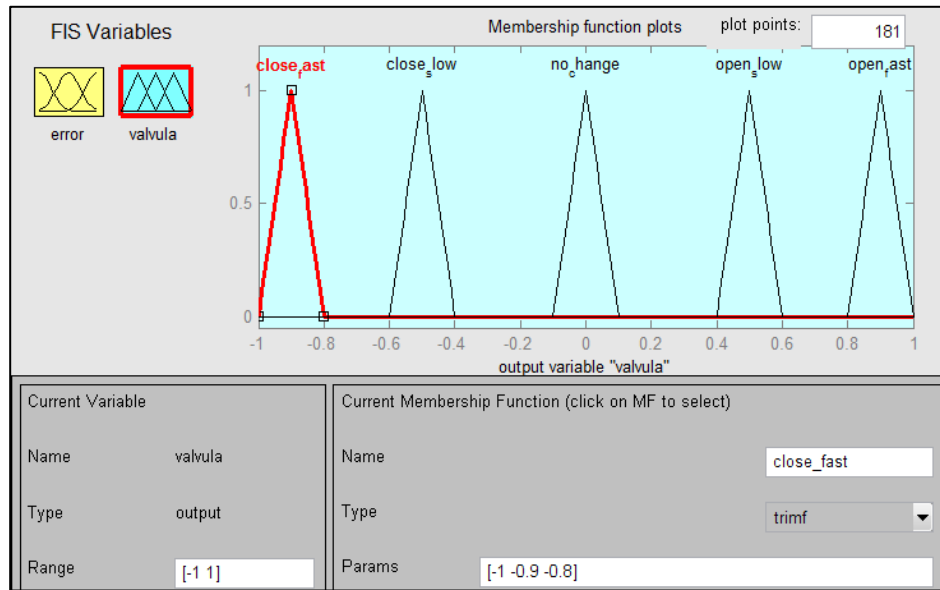 FIS Variables
Membership function plots
plot points:
181
close_fast
close_slow
no_change
open_slow
open_fast
error
valvula
1
0.5
0
-1
-0.8
-0.6
-0.4
-0.2
0
0.2
0.4
0.6
0.8
1
output variable "valvula"
Current Variable
Name
valvula
Type
output
Range
[-1 1]
Current Membership Function (click on MF to select)
Name
close_fast
Type
trimf
Params
[-1 -0.9 -0.8]